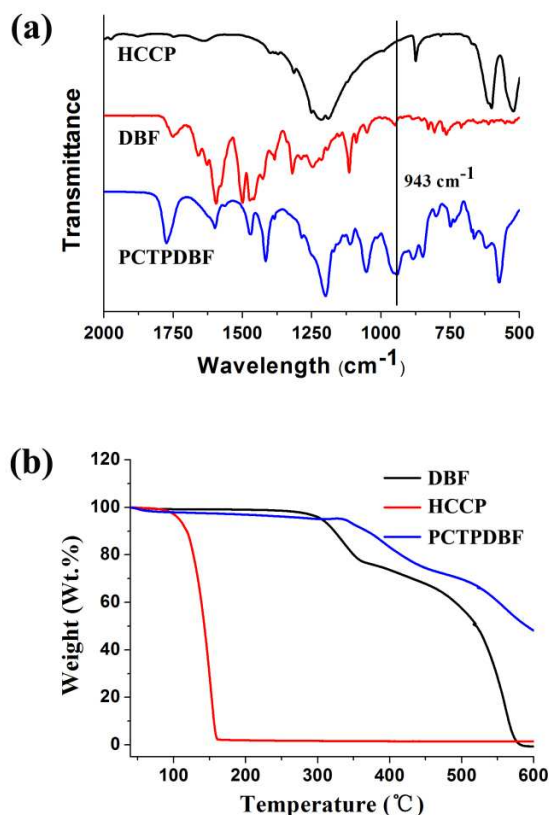 (a)
HCCP
DBF
943 cm-1
PCTPDBF
Transmittance
2000 1750 1500 1250 1000 750 500
Wavelength (cm-1)
(b)
120
100
80
60
40
20
0
DBF
HCCP
PCTPDBF
Weight (Wt.%)
100 200 300 400 500 600
Temperature (℃)